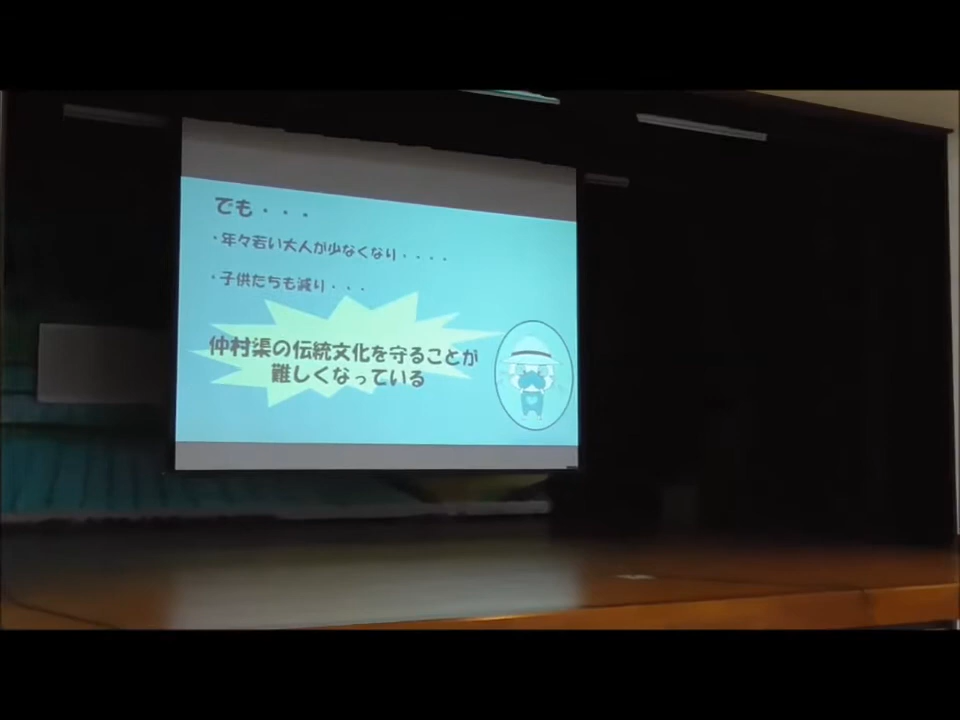 でも・・・
・年々若い大人が少なくなり・・・・
・子供たちも減り・・・
仲村渠の伝統文化を守ることが
難しくなっている